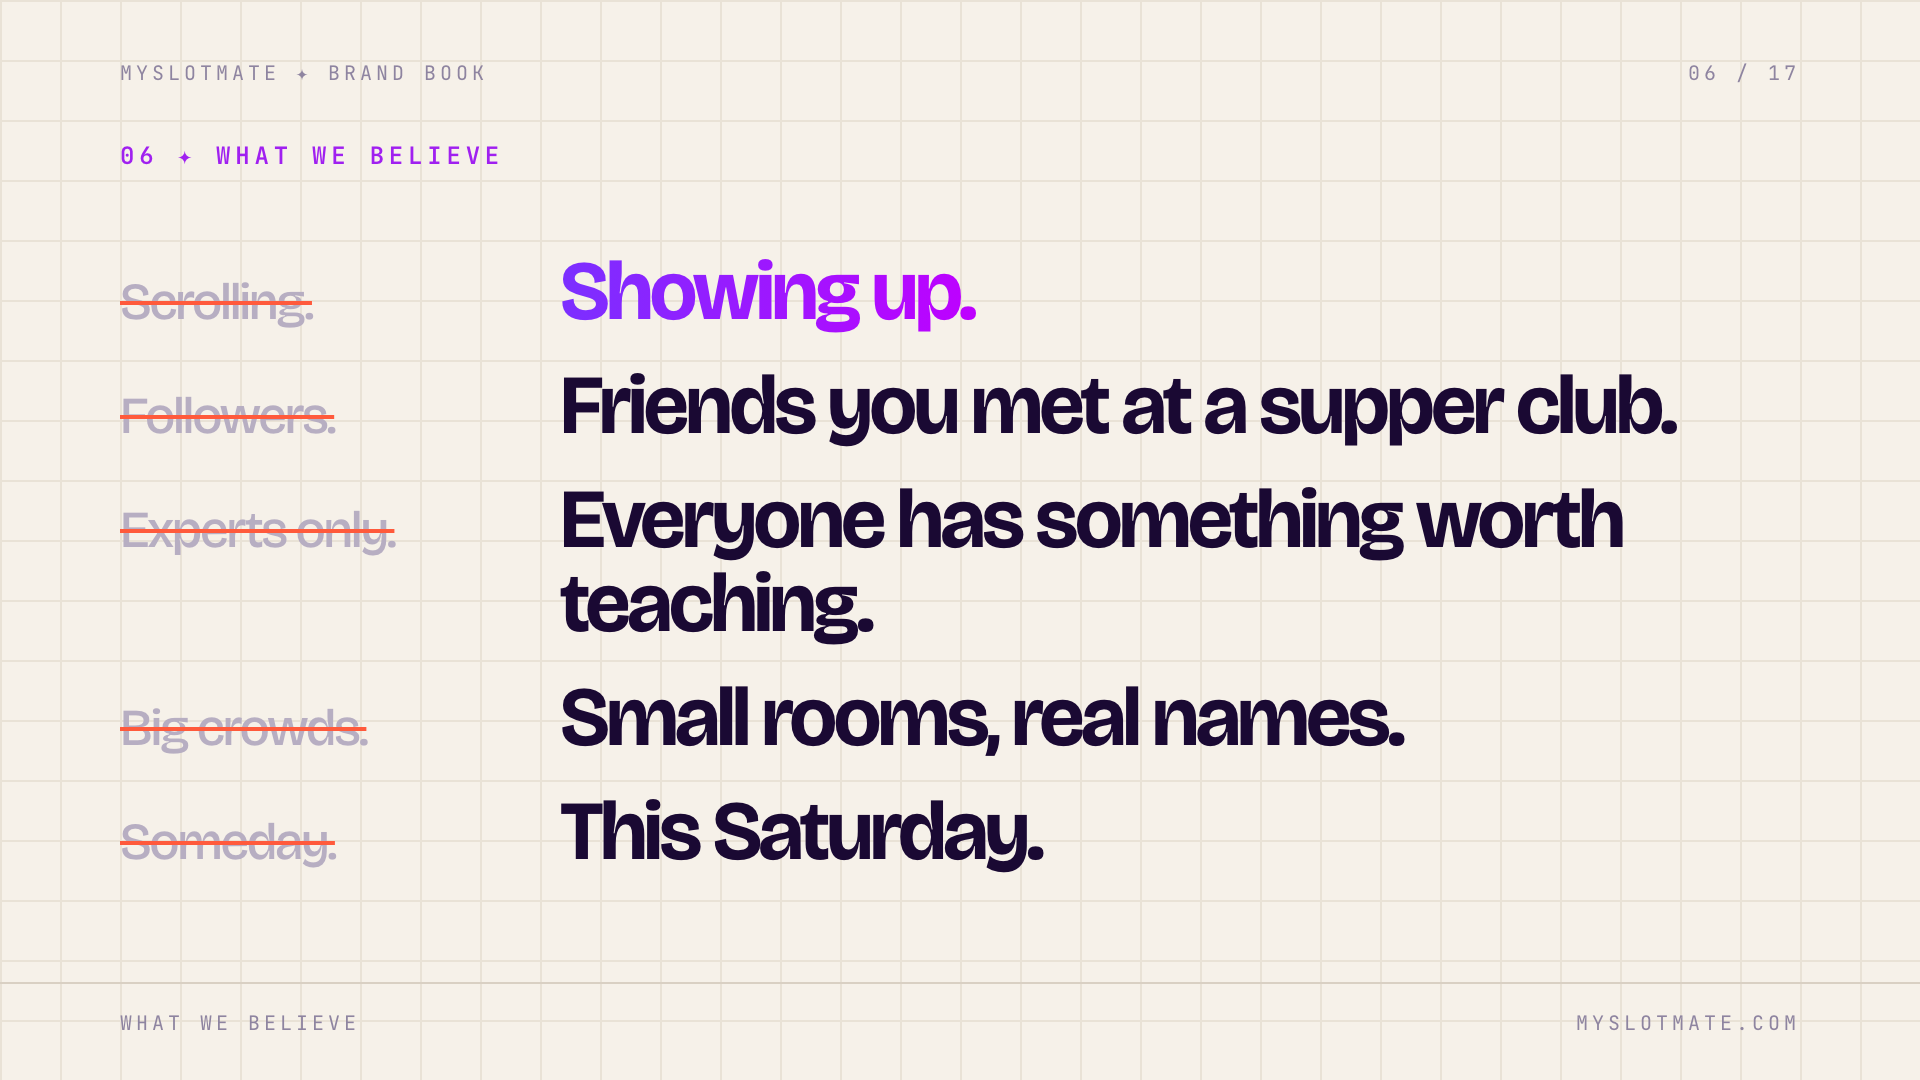 MYSLOTMATE ✦ BRAND BOOK
06 / 17
06 ✦ WHAT WE BELIEVE
Scrolling.
Showing up.
Followers.
Friends you met at a supper club.
Experts only.
Everyone has something worth
teaching.
Big crowds.
Small rooms, real names.
Someday.
This Saturday.
WHAT WE BELIEVE
MYSLOTMATE.COM